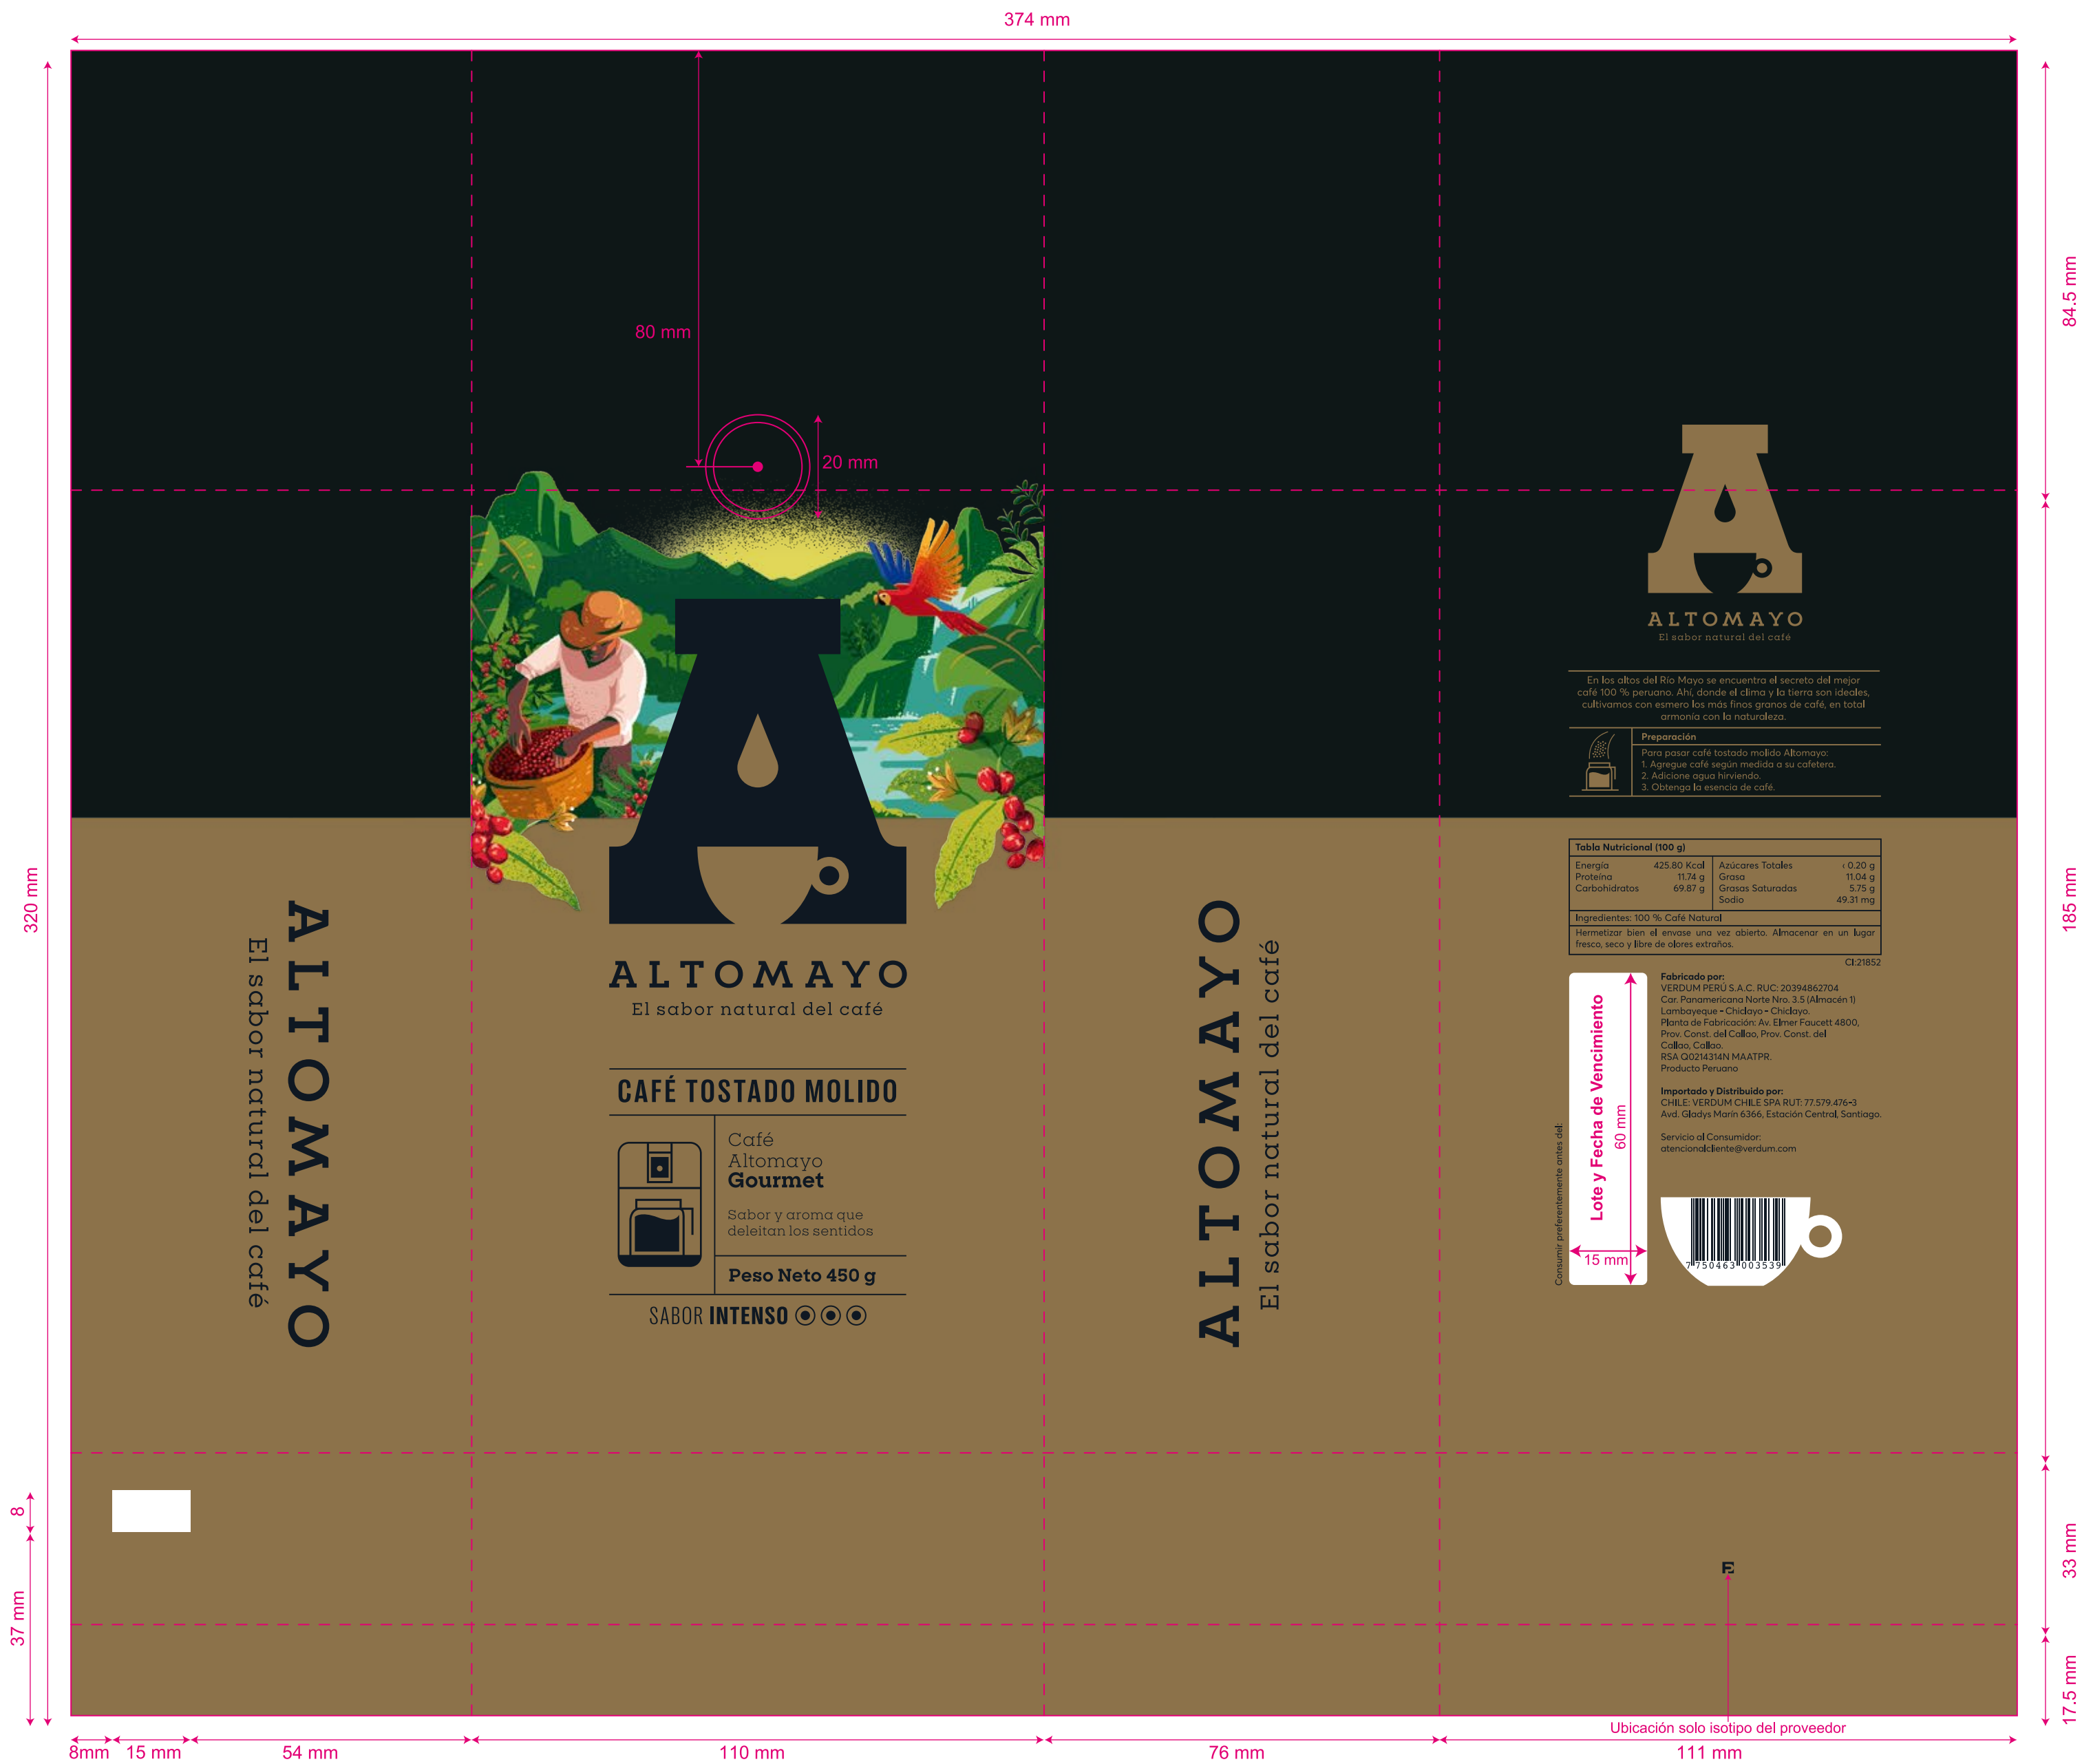 374 mm
320 mm
84.5 mm
80 mm
20 mm
185 mm
ALTOMAYO
El sabor natural del café
En los altos del Río Mayo se encuentra el secreto del mejor
café 100 % peruano. Ahí, donde el clima y la tierra son ideales,
cultivamos con esmero los más finos granos de café, en total
armonía con la naturaleza.
Preparación
Para pasar café tostado molido Altomayo:
1. Agregue café según medida a su cafetera.
2. Adicione agua hirviendo.
3. Obtenga la esencia de café.
Tabla Nutricional (100 g)
Energía 425.80 Kcal
Proteína 11.74 g
Carbohidratos 69.87 g
Azúcares Totales ‹ 0.20 g
Grasa 11.04 g
Grasas Saturadas 5.75 g
Sodio 49.31 mg
Ingredientes: 100 % Café Natural
Hermetizar bien el envase una vez abierto. Almacenar en un lugar
fresco, seco y libre de olores extraños.
CI:21852
ALTOMAYO
El sabor natural del café
ALTOMAYO
El sabor natural del café
CAFÉ TOSTADO MOLIDO
Café
Altomayo
Gourmet
Sabor y aroma que
deleitan los sentidos
Peso Neto 450 g
SABOR INTENSO
ALTOMAYO
El sabor natural del café
Consumir preferentemente antes del:
Lote y Fecha de Vencimiento
60 mm
15 mm
Fabricado por:
VERDUM PERÚ S.A.C. RUC: 20394862704
Car. Panamericana Norte Nro. 3.5 (Almacén 1)
Lambayeque - Chiclayo - Chiclayo.
Planta de Fabricación: Av. Elmer Faucett 4800,
Prov. Const. del Callao, Prov. Const. del
Callao, Callao.
RSA Q0214314N MAATPR.
Producto Peruano
Importado y Distribuido por:
CHILE: VERDUM CHILE SPA RUT: 77.579.476-3
Avd. Gladys Marín 6366, Estación Central, Santiago.
Servicio al Consumidor:
atencionalcliente@verdum.com
7 750463 003539
8
37 mm
33 mm
17.5 mm
E
Ubicación solo isotipo del proveedor
8mm
15 mm
54 mm
110 mm
76 mm
111 mm